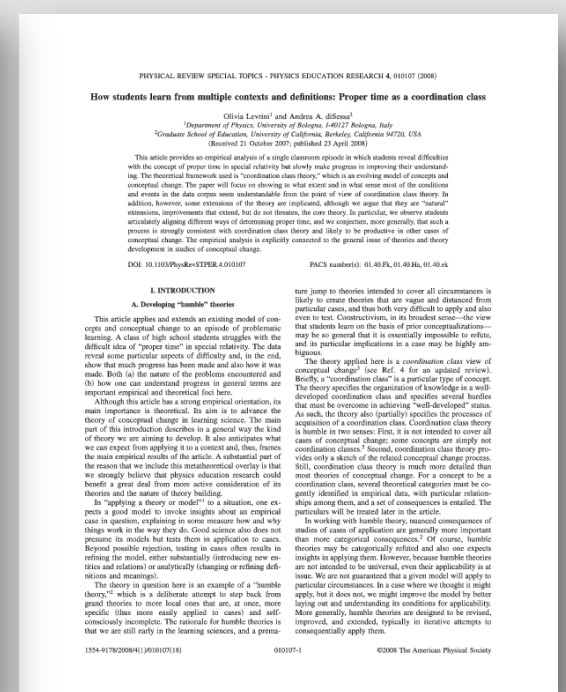 PHYSICAL REVIEW SPECIAL TOPICS - PHYSICS EDUCATION RESEARCH 4, 010107 (2008)
How students learn from multiple contexts and definitions: Proper time as a coordination class
Olivia Levrini¹ and Andrea A. diSessa²
¹Department of Physics, University of Bologna, I-40127 Bologna, Italy
²Graduate School of Education, University of California, Berkeley, California 94720, USA
(Received 21 October 2007; published 23 April 2008)
This article provides an empirical analysis of a single classroom episode in which students reveal difficulties
with the concept of proper time in special relativity but slowly make progress in improving their understand-
ing. The theoretical framework used is “coordination class theory,” which is an evolving model of concepts and
conceptual change. The paper will focus on showing to what extent and in what sense most of the conditions
and events in the data corpus seem understandable from the point of view of coordination class theory. In
addition, however, some extensions of the theory are implicated, although we argue that they are “natural”
extensions, improvements that extend, but do not threaten, the core theory. In particular, we observe students
articulately aligning different ways of determining proper time, and we conjecture, more generally, that such a
process is strongly consistent with coordination class theory and likely to be productive in other cases of
conceptual change. The empirical analysis is explicitly connected to the general issue of theories and theory
development in studies of conceptual change.
DOI: 10.1103/PhysRevSTPER.4.010107
PACS number(s): 01.40.Fk, 01.40.Ha, 01.40.ek
I. INTRODUCTION
A. Developing “humble” theories
This article applies and extends an existing model of con-
cepts and conceptual change to an episode of problematic
learning. A class of high school students struggles with the
difficult idea of “proper time” in special relativity. The data
reveal some particular aspects of difficulty and, in the end,
show that much progress has been made and also how it was
made. Both (a) the nature of the problems encountered and
(b) how one can understand progress in general terms are
important empirical and theoretical foci here.
Although this article has a strong empirical orientation, its
main importance is theoretical. Its aim is to advance the
theory of conceptual change in learning science. The main
part of this introduction describes in a general way the kind
of theory we are aiming to develop. It also anticipates what
we can expect from applying it to a context and, thus, frames
the main empirical results of the article. A substantial part of
the reason that we include this metatheoretical overlay is that
we strongly believe that physics education research could
benefit a great deal from more active consideration of its
theories and the nature of theory building.
In “applying a theory or model”¹ to a situation, one ex-
pects a good model to invoke insights about an empirical
case in question, explaining in some measure how and why
things work in the way they do. Good science also does not
presume its models but tests them in application to cases.
Beyond possible rejection, testing in cases often results in
refining the model, either substantially (introducing new en-
tities and relations) or analytically (changing or refining defi-
nitions and meanings).
The theory in question here is an example of a “humble
theory,”² which is a deliberate attempt to step back from
grand theories to more local ones that are, at once, more
specific (thus more easily applied to cases) and self-
consciously incomplete. The rationale for humble theories is
that we are still early in the learning sciences, and a prema-
ture jump to theories intended to cover all circumstances is
likely to create theories that are vague and distanced from
particular cases, and thus both very difficult to apply and also
even to test. Constructivism, in its broadest sense—the view
that students learn on the basis of prior conceptualizations—
may be so general that it is essentially impossible to refute,
and its particular implications in a case may be highly am-
biguous.
The theory applied here is a coordination class view of
conceptual change³ (see Ref. 4 for an updated review).
Briefly, a “coordination class” is a particular type of concept.
The theory specifies the organization of knowledge in a well-
developed coordination class and specifies several hurdles
that must be overcome in achieving “well-developed” status.
As such, the theory also (partially) specifies the processes of
acquisition of a coordination class. Coordination class theory
is humble in two senses: First, it is not intended to cover all
cases of conceptual change; some concepts are simply not
coordination classes.⁵ Second, coordination class theory pro-
vides only a sketch of the related conceptual change process.
Still, coordination class theory is much more detailed than
most theories of conceptual change. For a concept to be a
coordination class, several theoretical categories must be co-
gently identified in empirical data, with particular relation-
ships among them, and a set of consequences is entailed. The
particulars will be treated later in the article.
In working with humble theory, nuanced consequences of
studies of cases of application are generally more important
than more categorical consequences.² Of course, humble
theories may be categorically refuted and also one expects
insights in applying them. However, because humble theories
are not intended to be universal, even their applicability is at
issue. We are not guaranteed that a given model will apply to
particular circumstances. In a case where we thought it might
apply, but it does not, we might improve the model by better
laying out and understanding its conditions for applicability.
More generally, humble theories are designed to be revised,
improved, and extended, typically in iterative attempts to
consequentially apply them.
1554-9178/2008/4(1)/010107(18)
010107-1
©2008 The American Physical Society